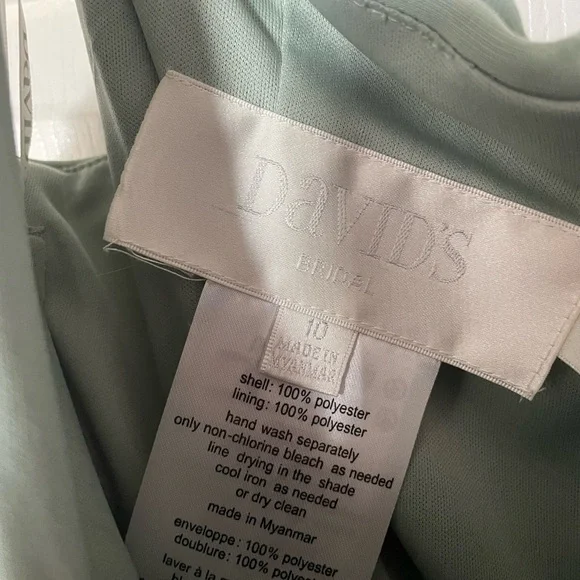 DaVID'S
BRIDAL
10
MADE IN
MYANMAR
shell: 100% polyester
lining: 100% polyester
hand wash separately
only non-chlorine bleach as needed
line drying in the shade
cool iron as needed
or dry clean
made in Myanmar
enveloppe: 100% polyester
doublure: 100% polyester
laver à la